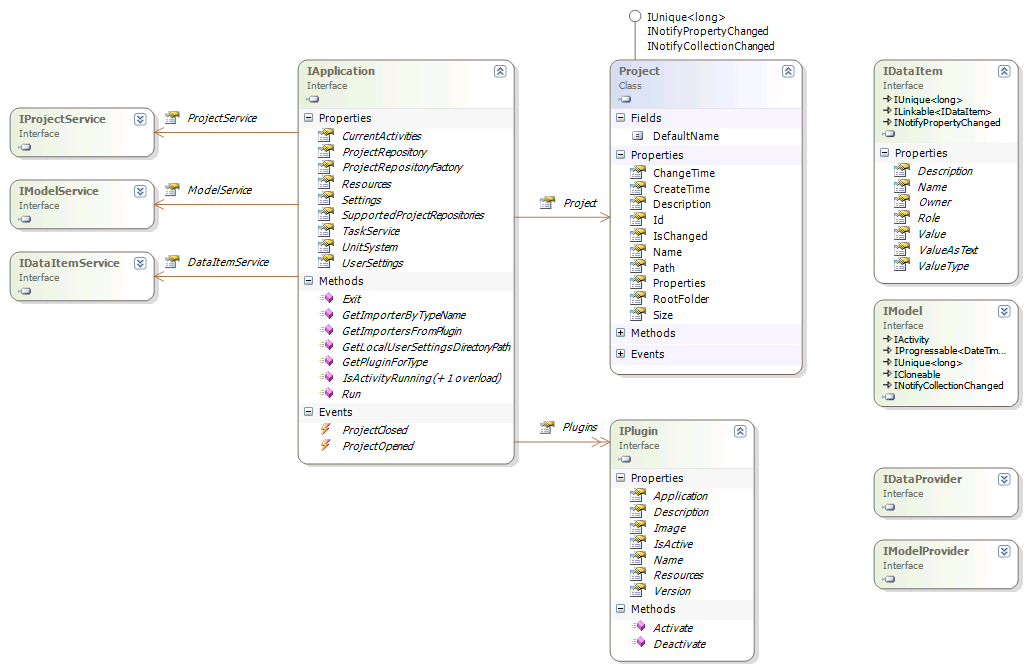 IProjectService
Interface
ProjectService
IModelService
Interface
ModelService
IDataItemService
Interface
DataItemService
IApplication
Interface
Properties
CurrentActivities
ProjectRepository
ProjectRepositoryFactory
Resources
Settings
SupportedProjectRepositories
TaskService
UnitSystem
UserSettings
Methods
Exit
GetImporterByTypeName
GetImportersFromPlugin
GetLocalUserSettingsDirectoryPath
GetPluginForType
IsActivityRunning (+ 1 overload)
Run
Events
ProjectClosed
ProjectOpened
Project
Plugins
IUnique<long>
INotifyPropertyChanged
INotifyCollectionChanged
Project
Class
Fields
DefaultName
Properties
ChangeTime
CreateTime
Description
Id
IsChanged
Name
Path
Properties
RootFolder
Size
Methods
Events
IPlugin
Interface
Properties
Application
Description
Image
IsActive
Name
Resources
Version
Methods
Activate
Deactivate
IDataItem
Interface
IUnique<long>
ILinkable<IDataItem>
INotifyPropertyChanged
Properties
Description
Name
Owner
Role
Value
ValueAsText
ValueType
IModel
Interface
IActivity
IProgressable<DateTim...
IUnique<long>
ICloneable
INotifyCollectionChanged
IDataProvider
Interface
IModelProvider
Interface